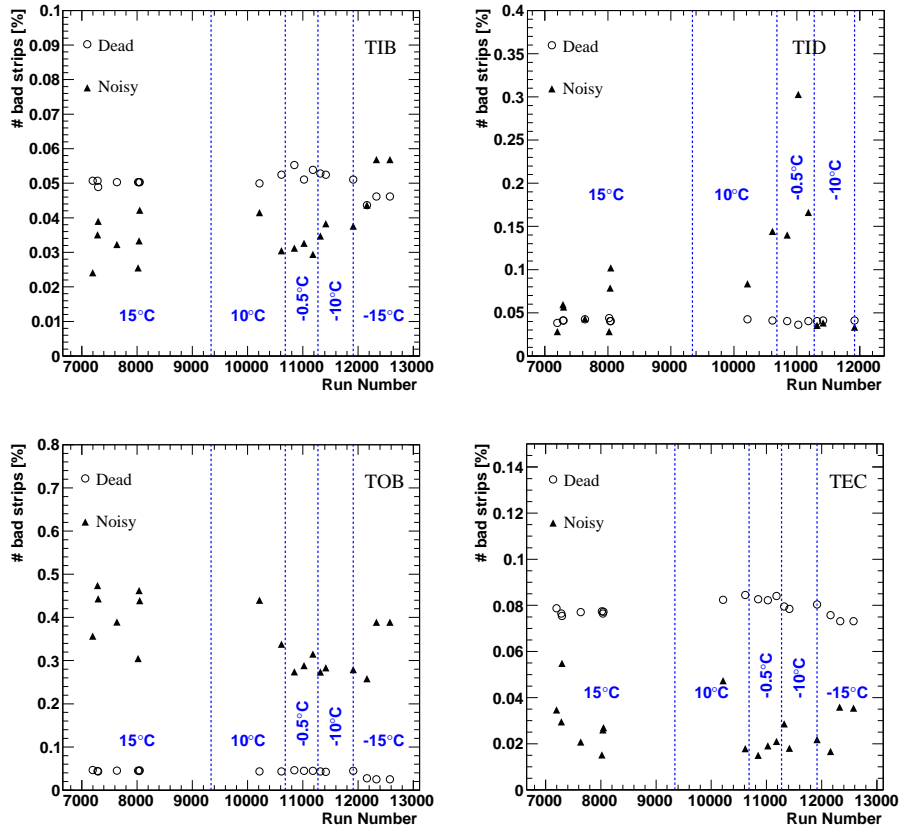 # bad strips [%]
0.1
0.09
0.08
0.07
0.06
0.05
0.04
0.03
0.02
0.01
0
Dead
Noisy
TIB
15°C
10°C
-0.5°C
-10°C
-15°C
7000 8000 9000 10000 11000 12000 13000
Run Number
# bad strips [%]
0.4
0.35
0.3
0.25
0.2
0.15
0.1
0.05
0
Dead
Noisy
TID
15°C
10°C
-0.5°C
-10°C
7000 8000 9000 10000 11000 12000
Run Number
# bad strips [%]
0.8
0.7
0.6
0.5
0.4
0.3
0.2
0.1
0
Dead
Noisy
TOB
15°C
10°C
-0.5°C
-10°C
-15°C
7000 8000 9000 10000 11000 12000 13000
Run Number
# bad strips [%]
0.14
0.12
0.1
0.08
0.06
0.04
0.02
0
Dead
Noisy
TEC
15°C
10°C
-0.5°C
-10°C
-15°C
7000 8000 9000 10000 11000 12000 13000
Run Number